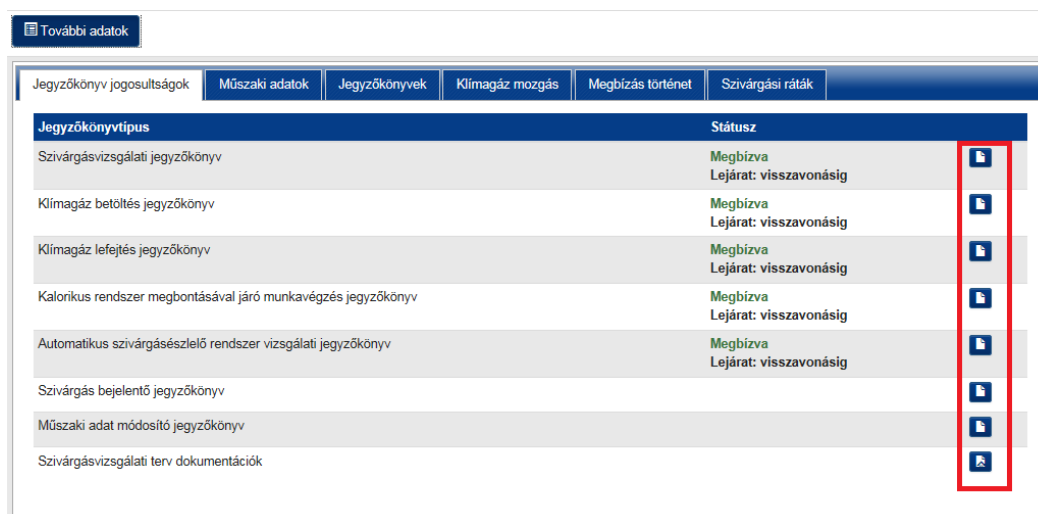 További adatok
Jegyzőkönyv jogosultságok Műszaki adatok Jegyzőkönyvek Klímagáz mozgás Megbízás történet Szivárgási ráták
Jegyzőkönyvtípus Státusz
Szivárgásvizsgálati jegyzőkönyv Megbízva
Lejárat: visszavonásig
Klímagáz betöltés jegyzőkönyv Megbízva
Lejárat: visszavonásig
Klímagáz lefejtés jegyzőkönyv Megbízva
Lejárat: visszavonásig
Kalorikus rendszer megbontásával járó munkavégzés jegyzőkönyv Megbízva
Lejárat: visszavonásig
Automatikus szivárgásészlelő rendszer vizsgálati jegyzőkönyv Megbízva
Lejárat: visszavonásig
Szivárgás bejelentő jegyzőkönyv
Műszaki adat módosító jegyzőkönyv
Szivárgásvizsgálati terv dokumentációk